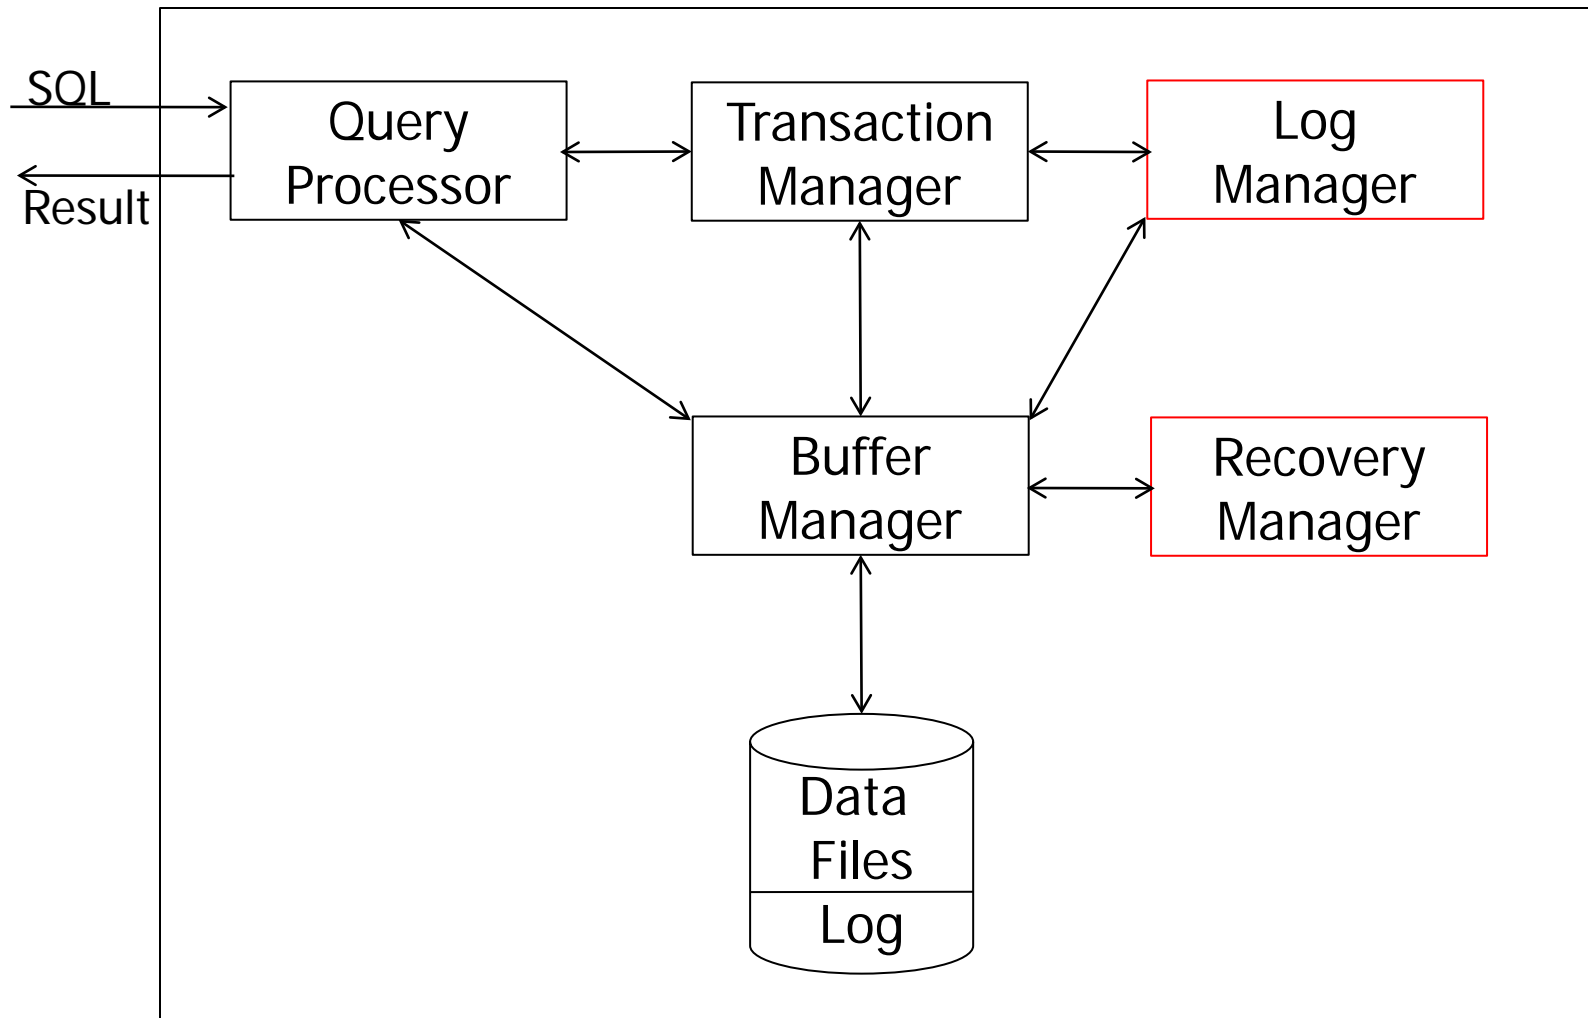 SQL
Result
Query
Processor
Transaction
Manager
Log
Manager
Buffer
Manager
Recovery
Manager
Data
Files
Log